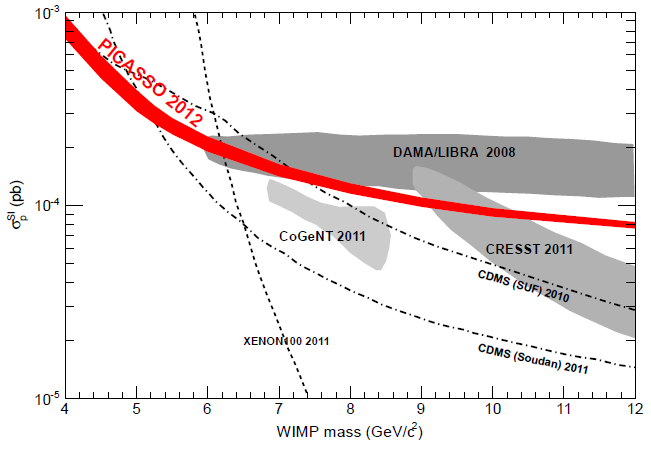 10-3
PICASSO 2012
DAMA/LIBRA 2008
10-4
σpSI (pb)
CoGeNT 2011
CRESST 2011
CDMS (SUF) 2010
XENON100 2011
CDMS (Soudan) 2011
10-5
4 5 6 7 8 9 10 11 12
WIMP mass (GeV/c2)